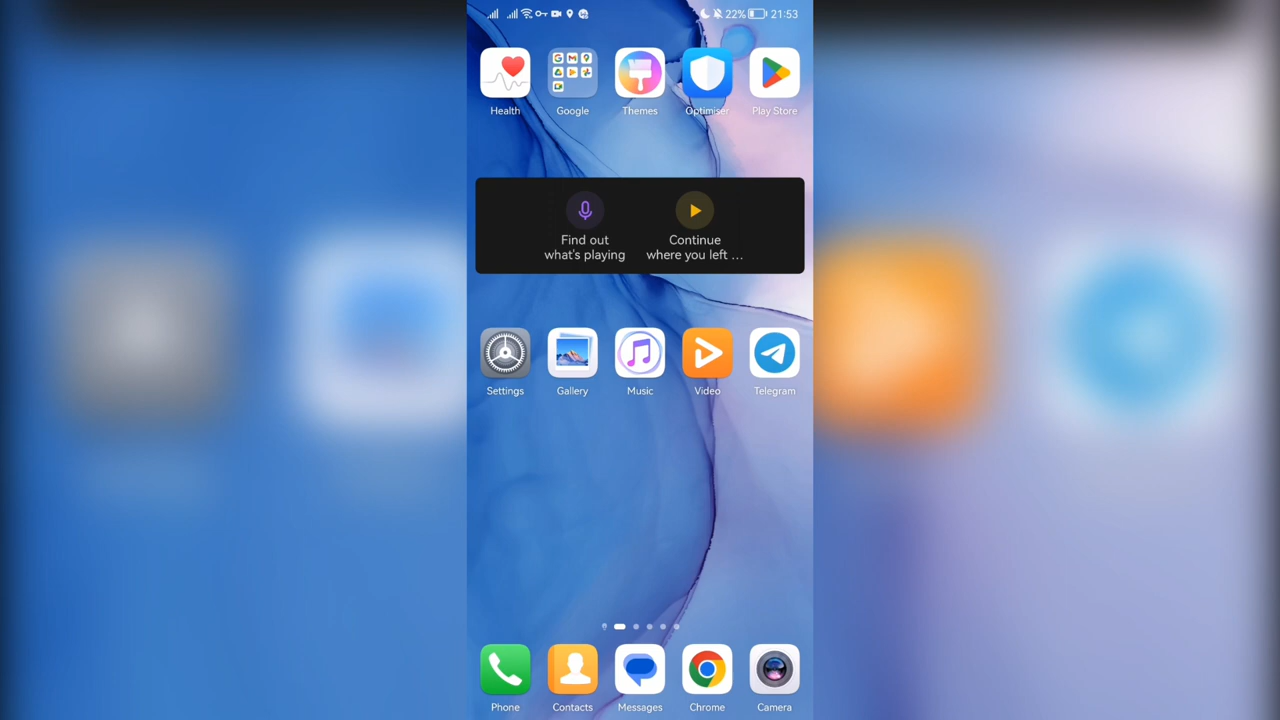 22% 21:53
Health Google Themes Optimiser Play Store
Find out
what's playing
Continue
where you left ...
Settings Gallery Music Video Telegram
Phone Contacts Messages Chrome Camera